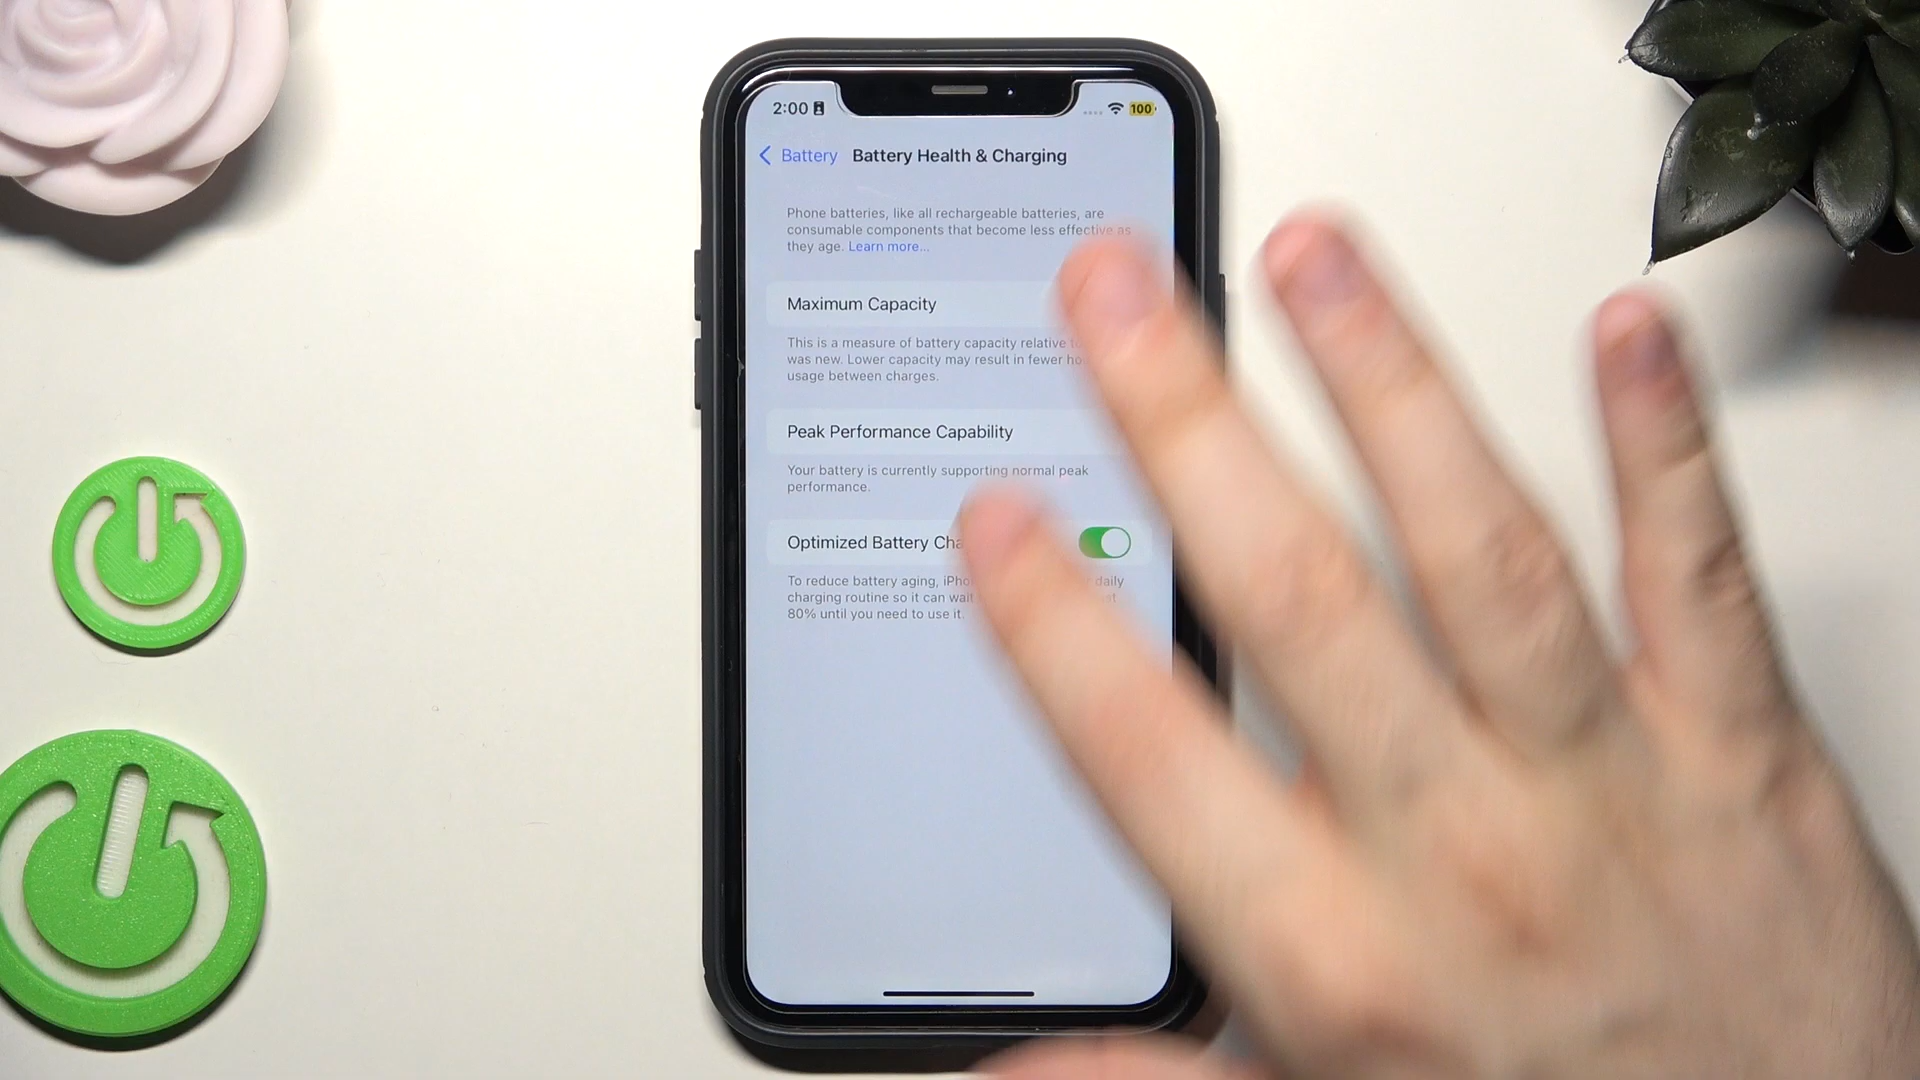 2:00 100
Battery Battery Health & Charging
Phone batteries, like all rechargeable batteries, are
consumable components that become less effective as
they age. Learn more...
Maximum Capacity
This is a measure of battery capacity relative
was new. Lower capacity may result in fewer
usage between charges.
Peak Performance Capability
Your battery is currently supporting normal peak
performance.
Optimized Battery
To reduce battery aging, daily
charging routine so it can wait
80% until you need to use it.